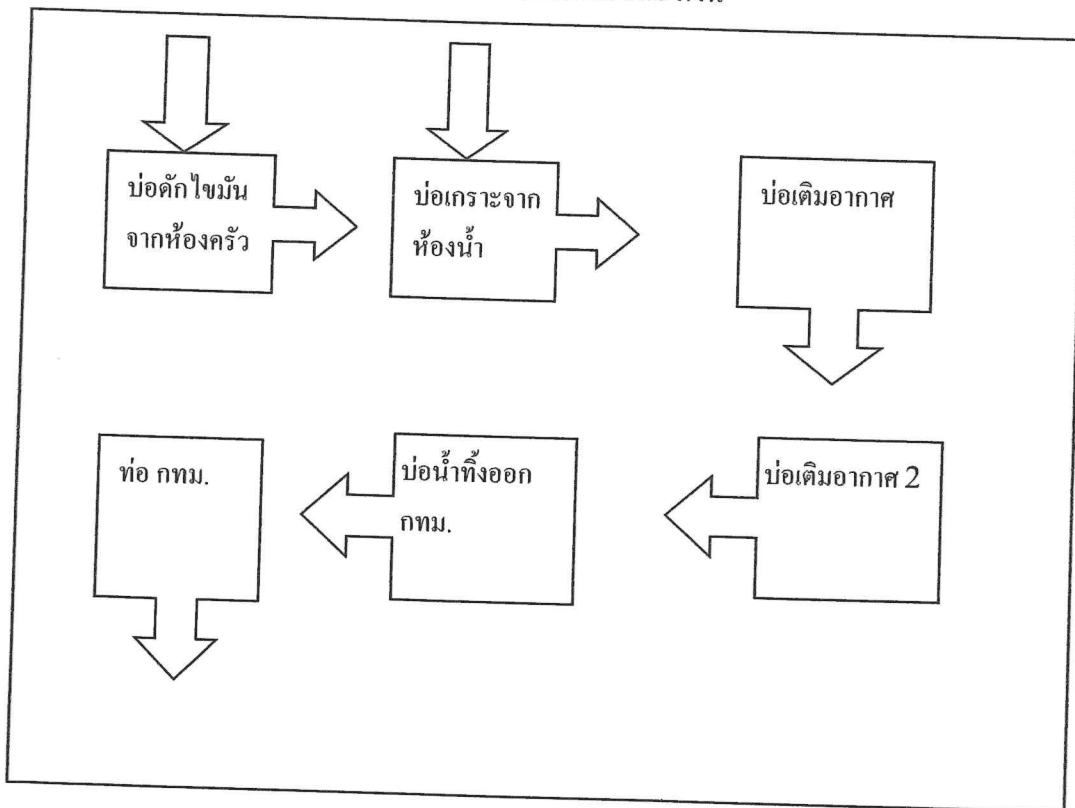 บ่อดักไขมัน
จากห้องครัว
บ่อเกราะจาก
ห้องน้ำ
บ่อเติมอากาศ
บ่อเติมอากาศ 2
บ่อน้ำทิ้งออก
กทม.
ท่อ กทม.